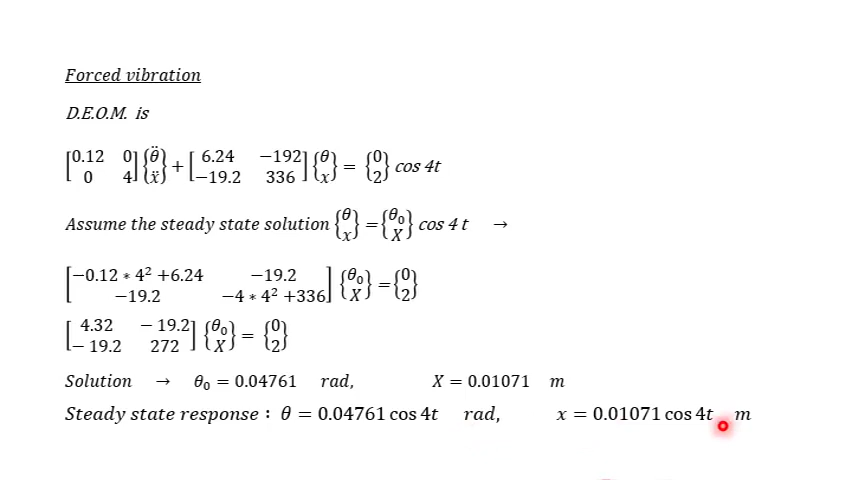 Forced vibration
D.E.O.M. is
[0.12 0
0 4]{θ̈
ẍ}+[6.24 −192
−19.2 336]{θ
x}= {0
2} cos 4t
Assume the steady state solution {θ
x}={θ₀
X} cos 4 t →
[−0.12 ∗ 4² +6.24 −19.2
−19.2 −4 ∗ 4² +336]{θ₀
X}={0
2}
[4.32 − 19.2
− 19.2 272]{θ₀
X}= {0
2}
Solution → θ₀ = 0.04761 rad, X = 0.01071 m
Steady state response : θ = 0.04761 cos 4t rad, x = 0.01071 cos 4t m